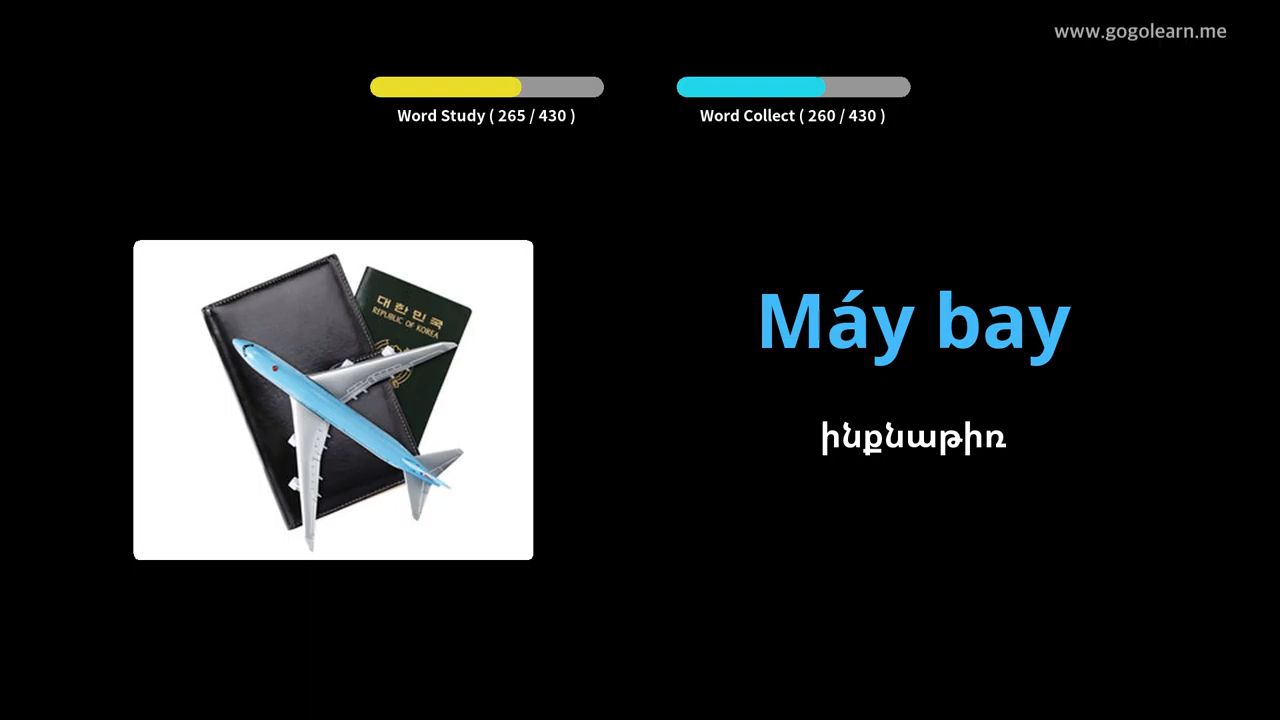 www.gogolearn.me
Word Study ( 265 / 430 )
Word Collect ( 260 / 430 )
대한민국
REPUBLIC OF KOREA
Máy bay
ինքնաթիռ